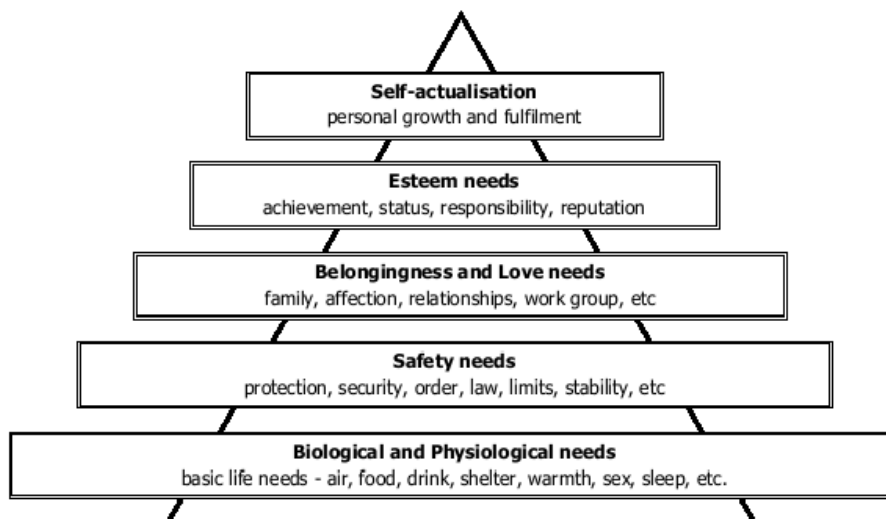 Self-actualisation
personal growth and fulfilment
Esteem needs
achievement, status, responsibility, reputation
Belongingness and Love needs
family, affection, relationships, work group, etc
Safety needs
protection, security, order, law, limits, stability, etc
Biological and Physiological needs
basic life needs - air, food, drink, shelter, warmth, sex, sleep, etc.